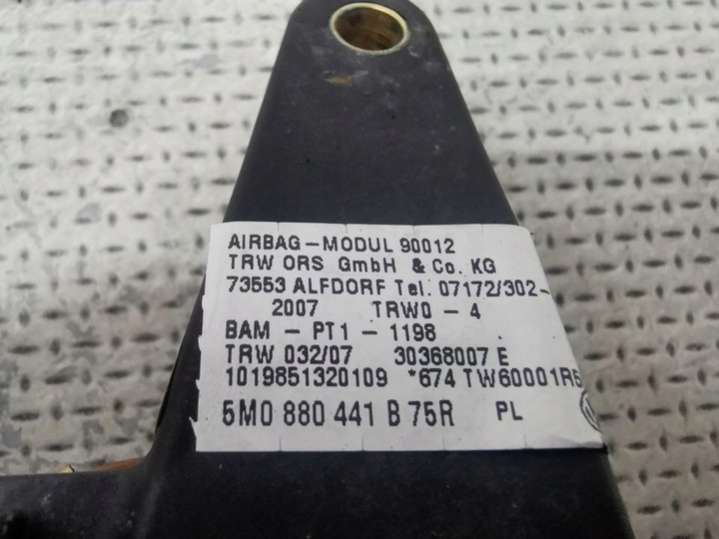 AIRBAG-MODUL 90012
TRW ORS GmbH & Co. KG
73553 ALFDORF Tel. 07172/302-
2007 TRW0 - 4
BAM - PT1 - 1198
TRW 032/07 30368007 E
1019851320109 *674 TW60001R5
5M0 880 441 B 75R PL